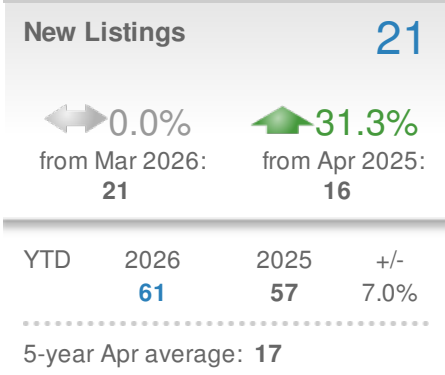 New Listings 21
0.0% 31.3%
from Mar 2026: from Apr 2025:
21 16
YTD 2026 2025 +/-
61 57 7.0%
5-year Apr average: 17